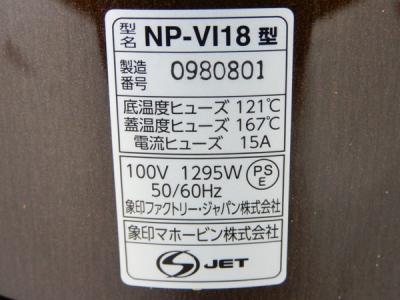 型名 NP-VI18 型
製造番号 0980801
底温度ヒューズ 121℃
蓋温度ヒューズ 167℃
電流ヒューズ 15A
100V 1295W PSE
50/60Hz
象印ファクトリー・ジャパン株式会社
象印マホービン株式会社
S JET